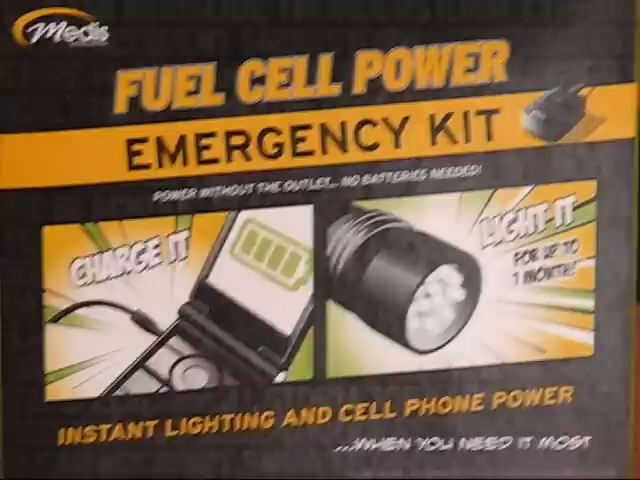 Medis
FUEL CELL POWER
EMERGENCY KIT
POWER WITHOUT THE OUTLET... NO BATTERIES NEEDED!
CHARGE IT
LIGHT IT
FOR UP TO
1 MONTH!
INSTANT LIGHTING AND CELL PHONE POWER
...WHEN YOU NEED IT MOST